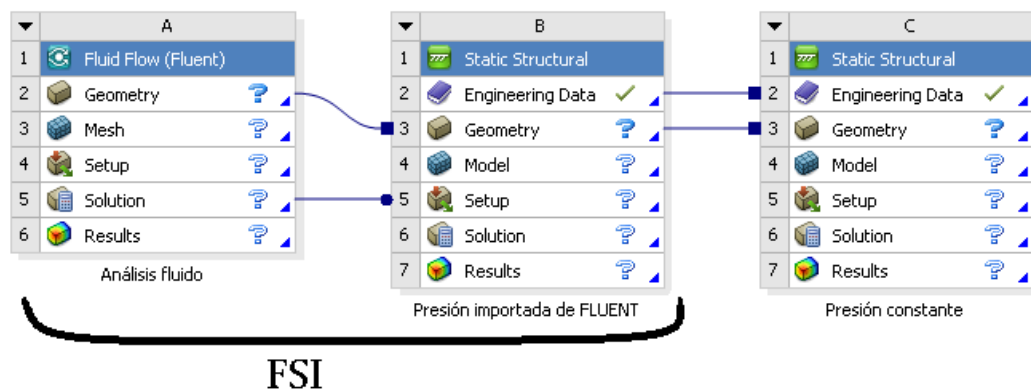 A
1 Fluid Flow (Fluent)
2 Geometry ?
3 Mesh ?
4 Setup ?
5 Solution ?
6 Results ?
Análisis fluido
B
1 Static Structural
2 Engineering Data ✓
3 Geometry ?
4 Model ?
5 Setup ?
6 Solution ?
7 Results ?
Presión importada de FLUENT
C
1 Static Structural
2 Engineering Data ✓
3 Geometry ?
4 Model ?
5 Setup ?
6 Solution ?
7 Results ?
Presión constante
FSI